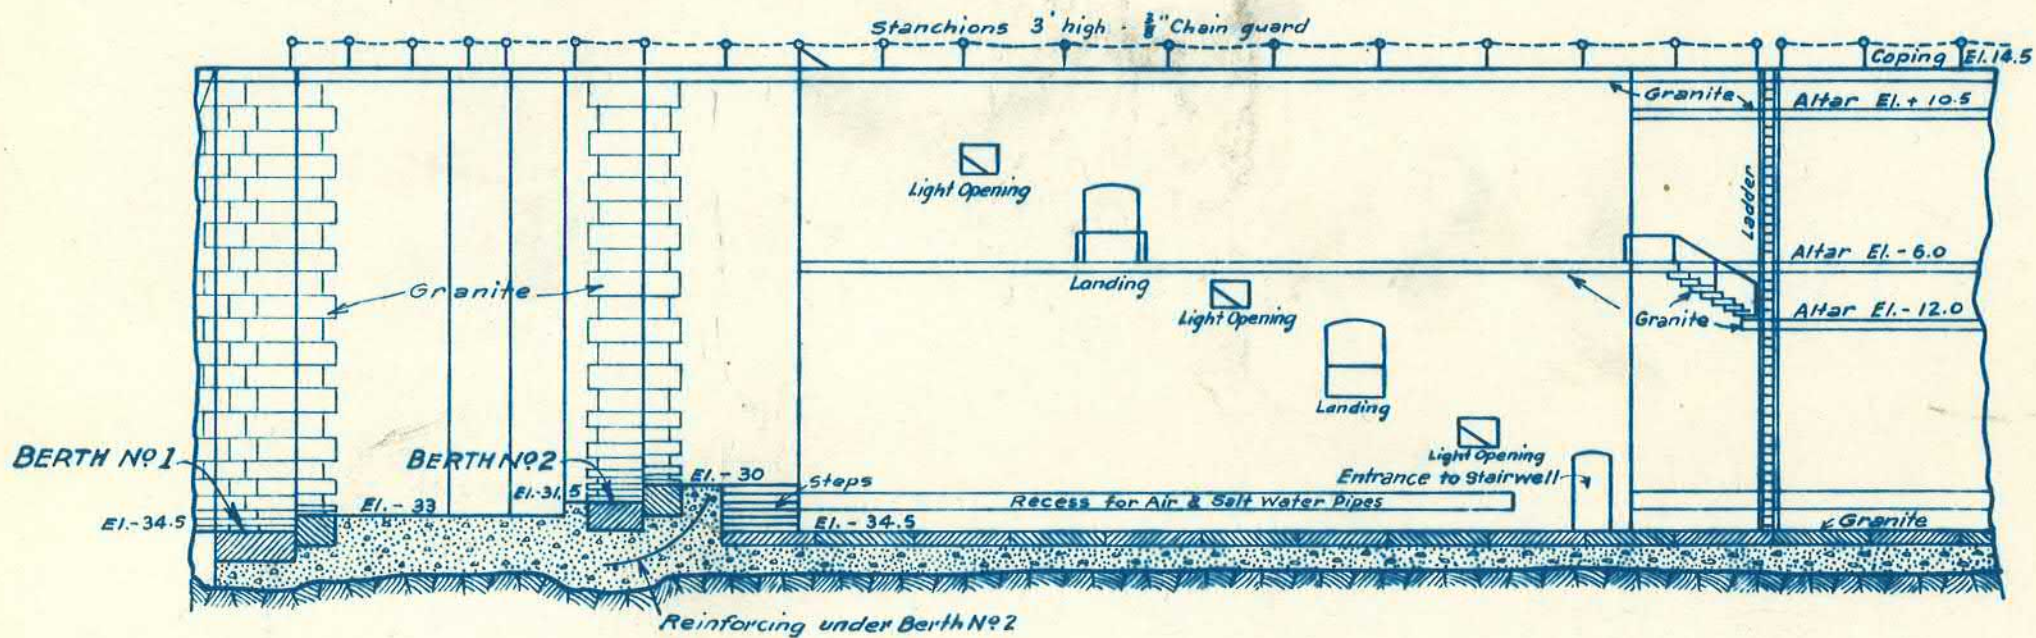 Stanchions 3' high - 3/8" Chain guard
Coping El. 14.5
Granite
Altar El. + 10.5
Light Opening
Ladder
Altar El. - 6.0
Landing
Granite
Light Opening
Altar El. - 12.0
Granite
Landing
BERTH Nº 1
BERTH Nº 2
Light Opening
El. - 30
Entrance to Stairwell
Steps
El. - 31.5
El. - 33
Recess for Air & Salt Water Pipes
El. - 34.5
El. - 34.5
Granite
Reinforcing under Berth Nº 2